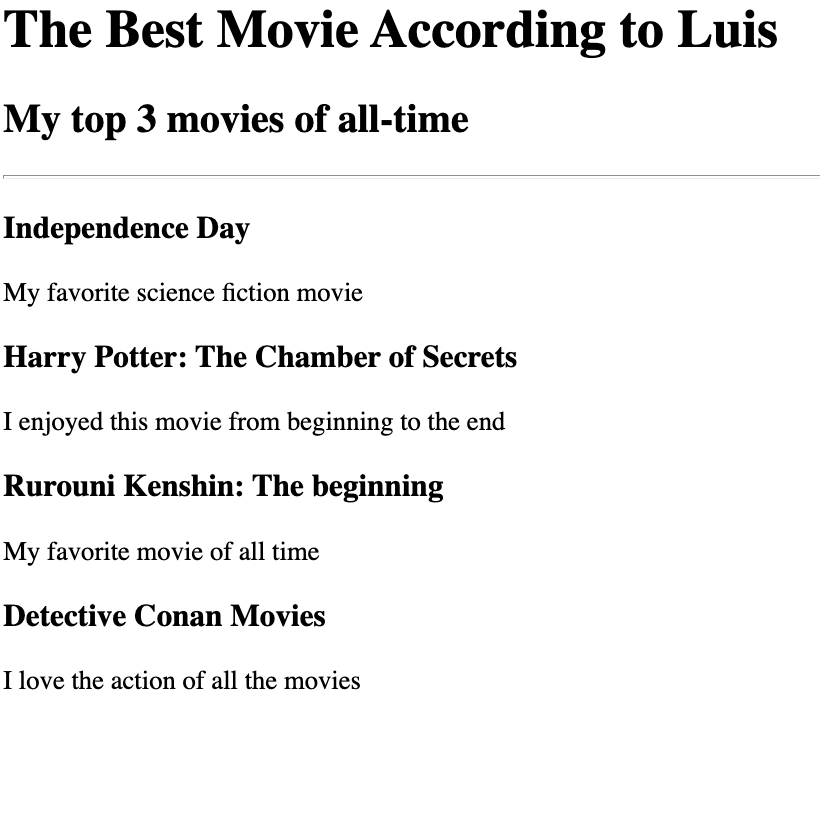 The Best Movie According to Luis
My top 3 movies of all-time
Independence Day
My favorite science fiction movie
Harry Potter: The Chamber of Secrets
I enjoyed this movie from beginning to the end
Rurouni Kenshin: The beginning
My favorite movie of all time
Detective Conan Movies
I love the action of all the movies